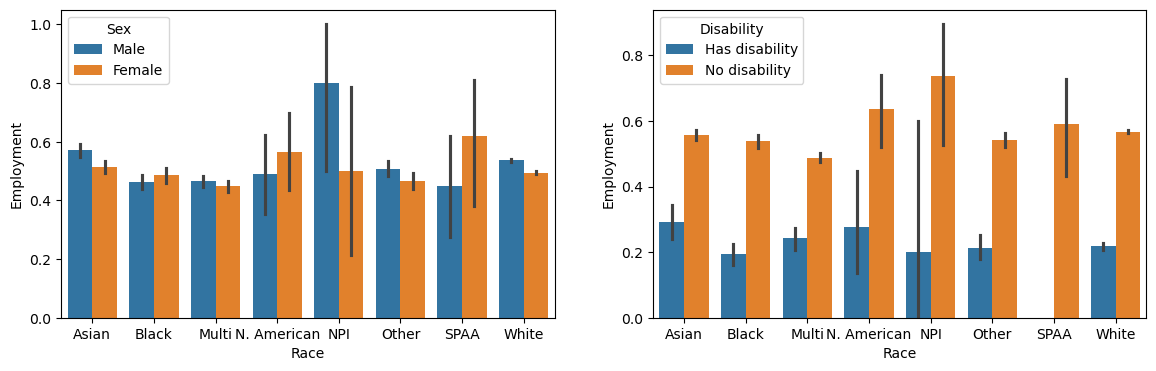 1.0
0.8
0.6
0.4
0.2
0.0
Employment
Sex
Male
Female
Asian Black Multi N. American NPI Other SPAA White
Race
0.8
0.6
0.4
0.2
0.0
Employment
Disability
Has disability
No disability
Asian Black Multi N. American NPI Other SPAA White
Race